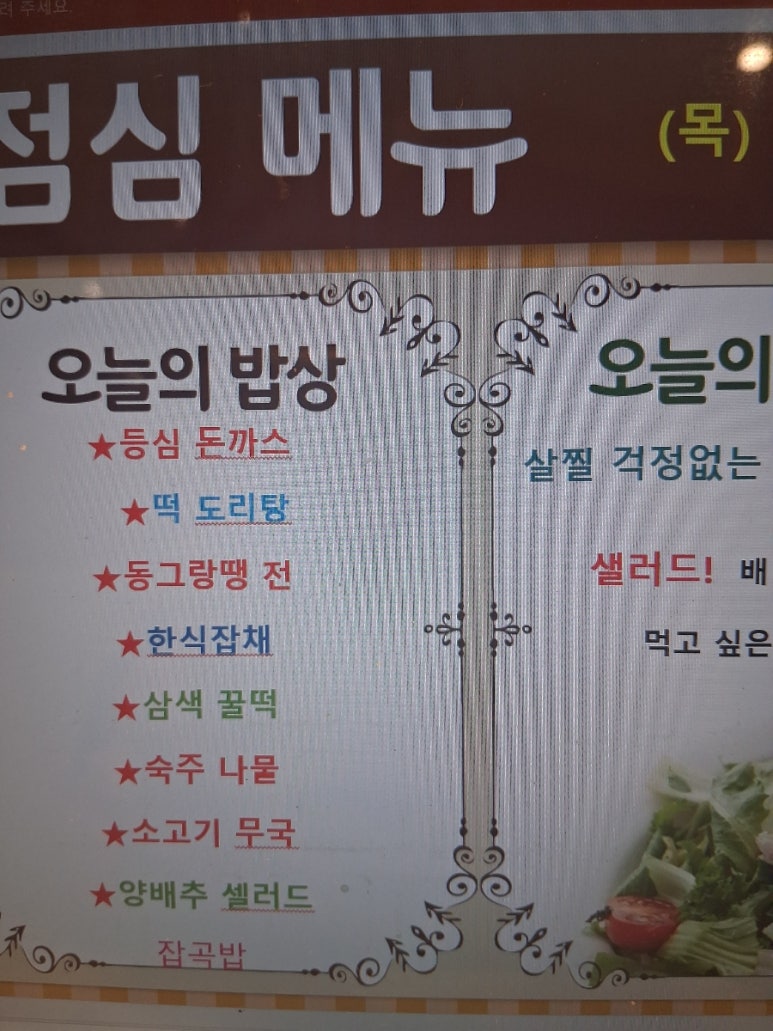 려 주세요.
점심 메뉴 (목)
오늘의 밥상
★등심 돈까스
★떡 도리탕
★동그랑땡 전
★한식잡채
★삼색 꿀떡
★숙주 나물
★소고기 무국
★양배추 셀러드
잡곡밥
오늘의
살찔 걱정없는
샐러드! 배
먹고 싶은